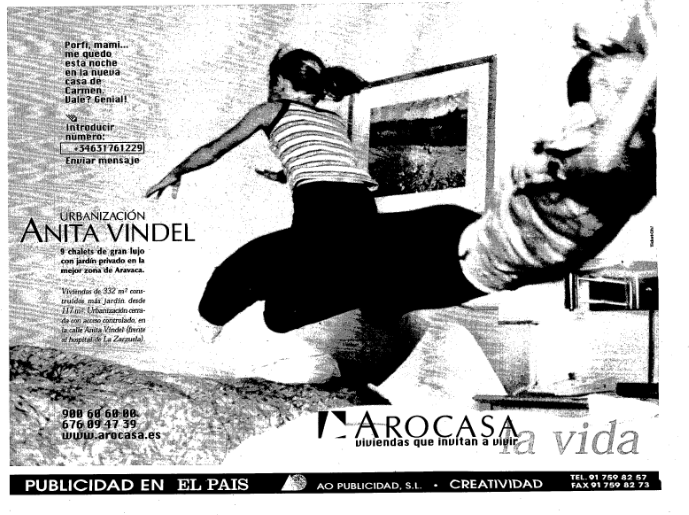 Porfi, mami...
me quedo
esta noche
en la nueva
casa de
Carmen.
Vale? Genial!
Introducir
número:
+34631761229
Enviar mensaje
URBANIZACIÓN
ANITA VINDEL
9 chalets de gran lujo
con jardín privado en la
mejor zona de Aravaca.
Viviendas de 332 m² cons-
truidos más jardín desde
117 m². Urbanización cerra-
da con acceso controlado, en
la calle Anita Vindel (frente
al hospital de La Zarzuela).
900 60 60 00
676 09 47 39
www.arocasa.es
AROCASA
viviendas que invitan a vivir
la vida
PUBLICIDAD EN EL PAIS
AO PUBLICIDAD, S.L. • CREATIVIDAD
TEL. 91 759 82 57
FAX 91 759 82 73